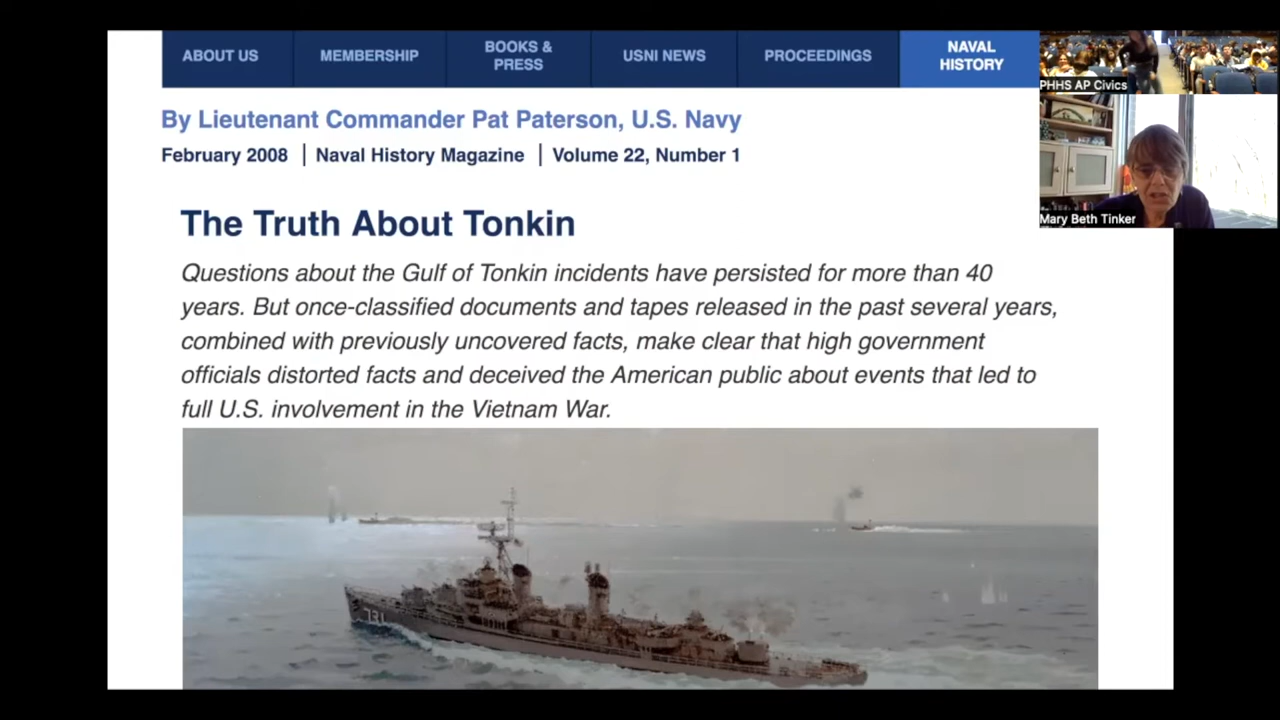 ABOUT US
MEMBERSHIP
BOOKS &
PRESS
USNI NEWS
PROCEEDINGS
NAVAL
HISTORY
PHHS AP Civics
Mary Beth Tinker
By Lieutenant Commander Pat Paterson, U.S. Navy
February 2008 | Naval History Magazine | Volume 22, Number 1
The Truth About Tonkin
Questions about the Gulf of Tonkin incidents have persisted for more than 40
years. But once-classified documents and tapes released in the past several years,
combined with previously uncovered facts, make clear that high government
officials distorted facts and deceived the American public about events that led to
full U.S. involvement in the Vietnam War.
731